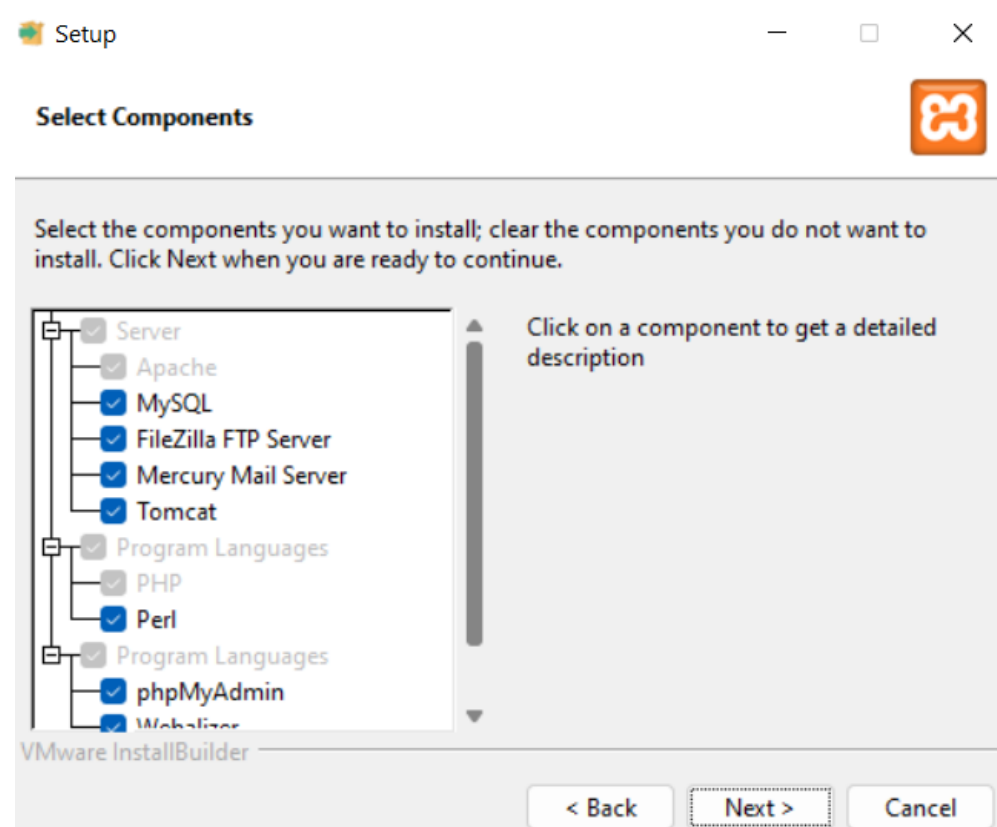 Setup
Select Components
Select the components you want to install; clear the components you do not want to
install. Click Next when you are ready to continue.
Server
Apache
MySQL
FileZilla FTP Server
Mercury Mail Server
Tomcat
Program Languages
PHP
Perl
Program Languages
phpMyAdmin
Webalizer
Click on a component to get a detailed
description
VMware InstallBuilder
< Back
Next >
Cancel